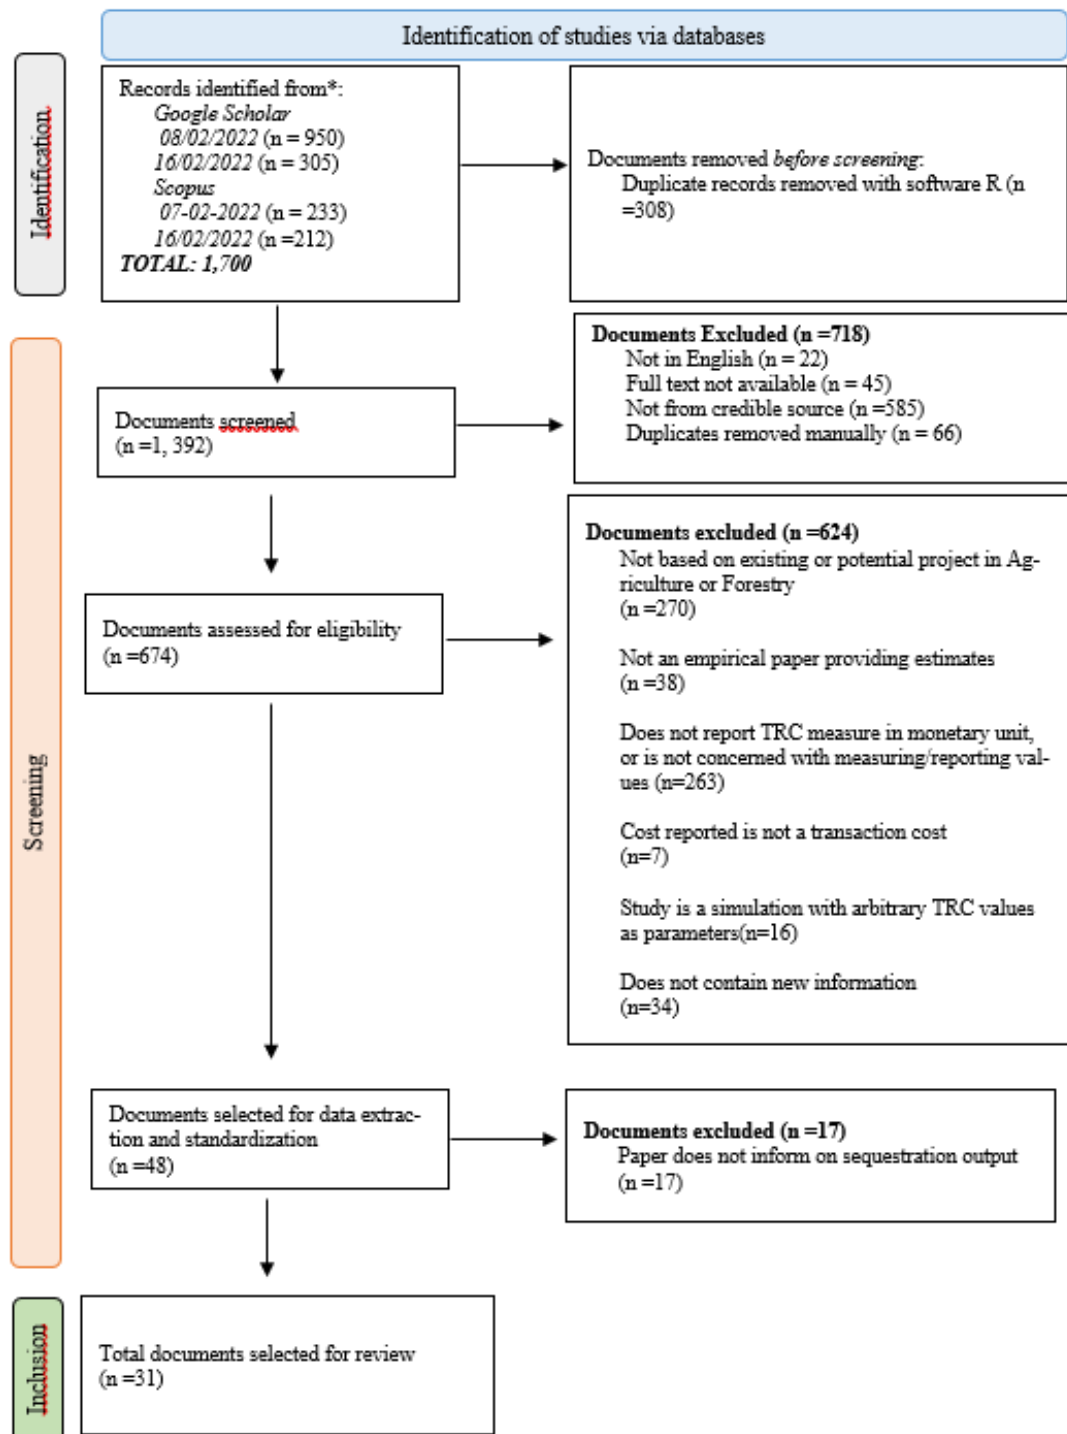 Identification of studies via databases
Identification
Records identified from*:
Google Scholar
08/02/2022 (n = 950)
16/02/2022 (n = 305)
Scopus
07-02-2022 (n = 233)
16/02/2022 (n =212)
TOTAL: 1,700
Documents removed before screening:
Duplicate records removed with software R (n
=308)
Screening
Documents screened
(n =1, 392)
Documents Excluded (n =718)
Not in English (n = 22)
Full text not available (n = 45)
Not from credible source (n =585)
Duplicates removed manually (n = 66)
Documents assessed for eligibility
(n =674)
Documents excluded (n =624)
Not based on existing or potential project in Ag-
riculture or Forestry
(n =270)
Not an empirical paper providing estimates
(n =38)
Does not report TRC measure in monetary unit,
or is not concerned with measuring/reporting val-
ues (n=263)
Cost reported is not a transaction cost
(n=7)
Study is a simulation with arbitrary TRC values
as parameters(n=16)
Does not contain new information
(n=34)
Documents selected for data extrac-
tion and standardization
(n =48)
Documents excluded (n =17)
Paper does not inform on sequestration output
(n =17)
Inclusion
Total documents selected for review
(n =31)